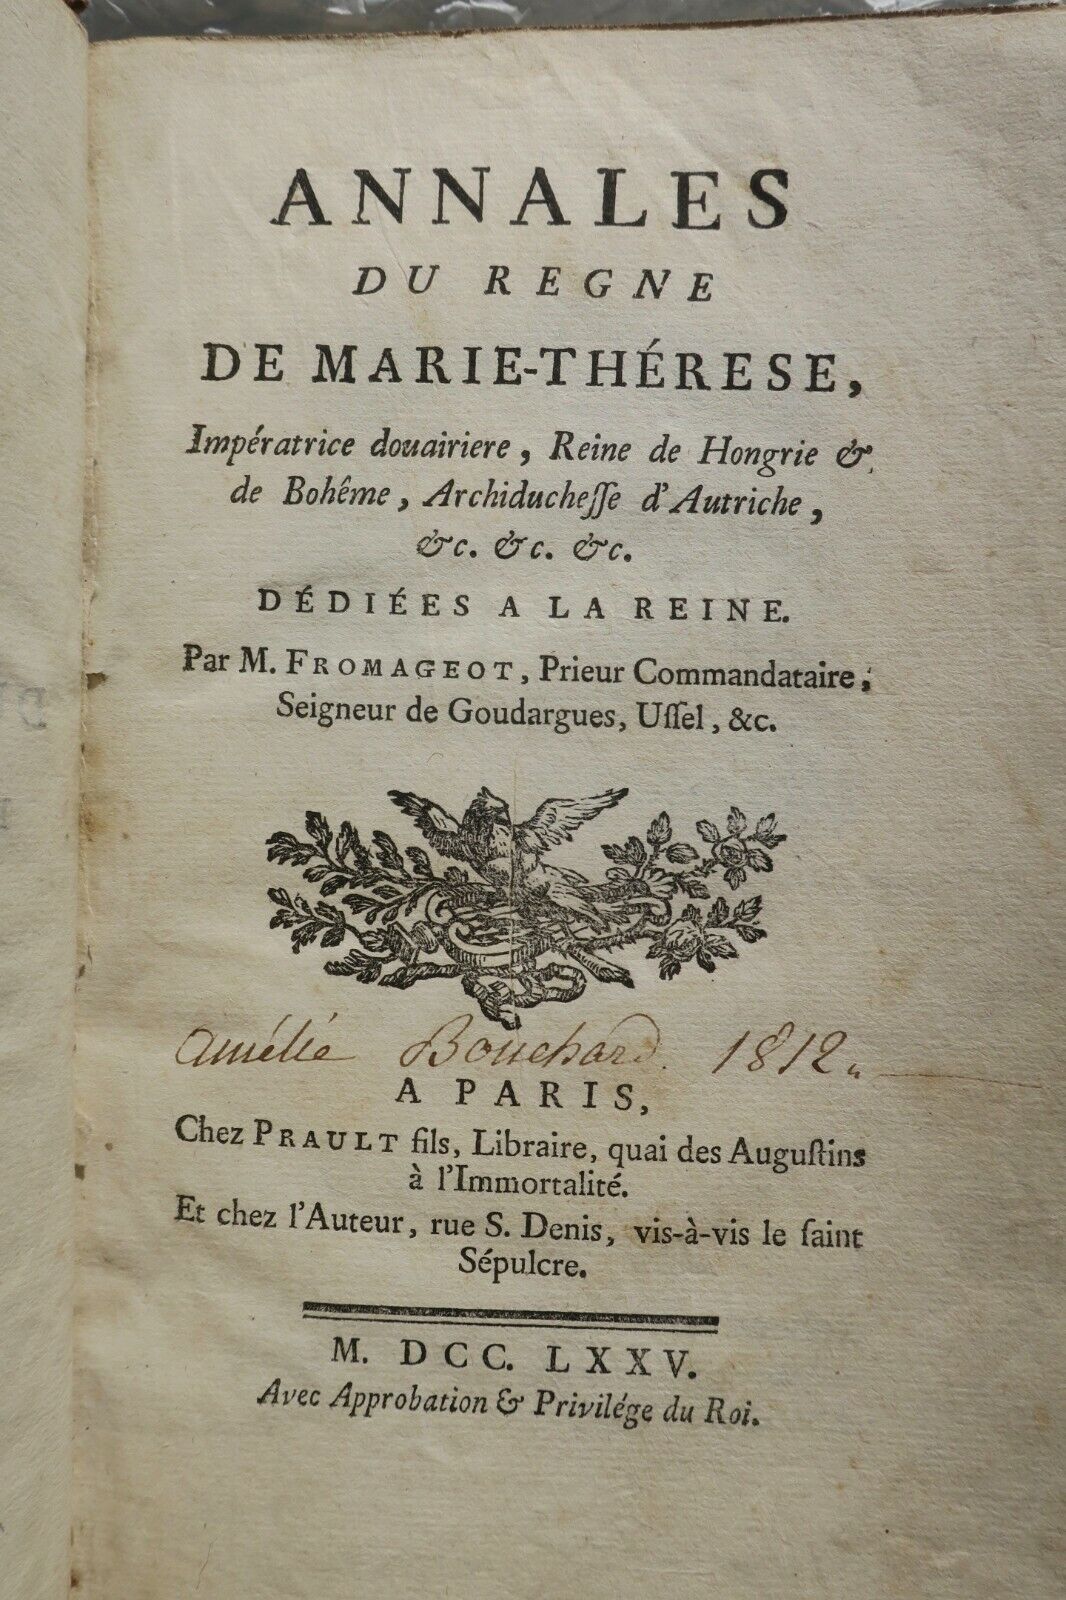 ANNALES
DU REGNE
DE MARIE-THÉRESE,
Impératrice douairiere, Reine de Hongrie &
de Bohême, Archiduchesse d'Autriche,
&c. &c. &c.
DÉDIÉES A LA REINE.
Par M. FROMAGEOT, Prieur Commandataire,
Seigneur de Goudargues, Ussel, &c.
Amélie Bouchard. 1812
A PARIS,
Chez PRAULT fils, Libraire, quai des Augustins
à l'Immortalité.
Et chez l'Auteur, rue S. Denis, vis-à-vis le saint
Sépulcre.
M. DCC. LXXV.
Avec Approbation & Privilége du Roi.